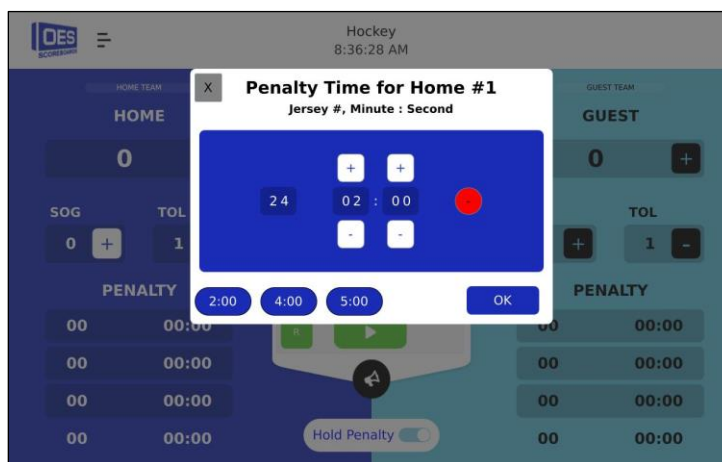 OES
SCOREBOARDS
Hockey
8:36:28 AM
HOME TEAM
HOME
0
SOG
TOL
0 +
1
PENALTY
00 00:00
00 00:00
00 00:00
00 00:00
X
Penalty Time for Home #1
Jersey #, Minute : Second
+ +
24 02 : 00 -
- -
2:00 4:00 5:00 OK
R
Hold Penalty
GUEST TEAM
GUEST
0 +
TOL
+ 1 -
PENALTY
00 00:00
00 00:00
00 00:00
00 00:00